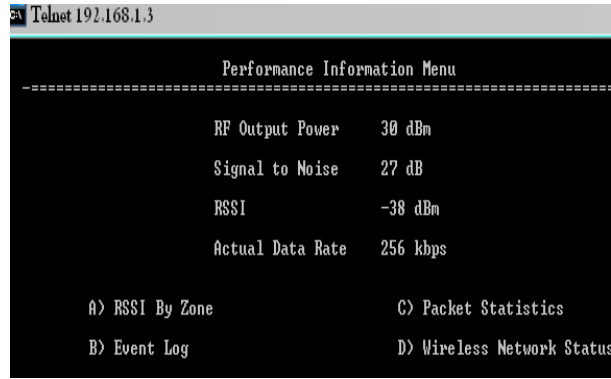 Telnet 192.168.1.3
Performance Information Menu
-==========================================================================
RF Output Power 30 dBm
Signal to Noise 27 dB
RSSI -38 dBm
Actual Data Rate 256 kbps
A) RSSI By Zone C) Packet Statistics
B) Event Log D) Wireless Network Status